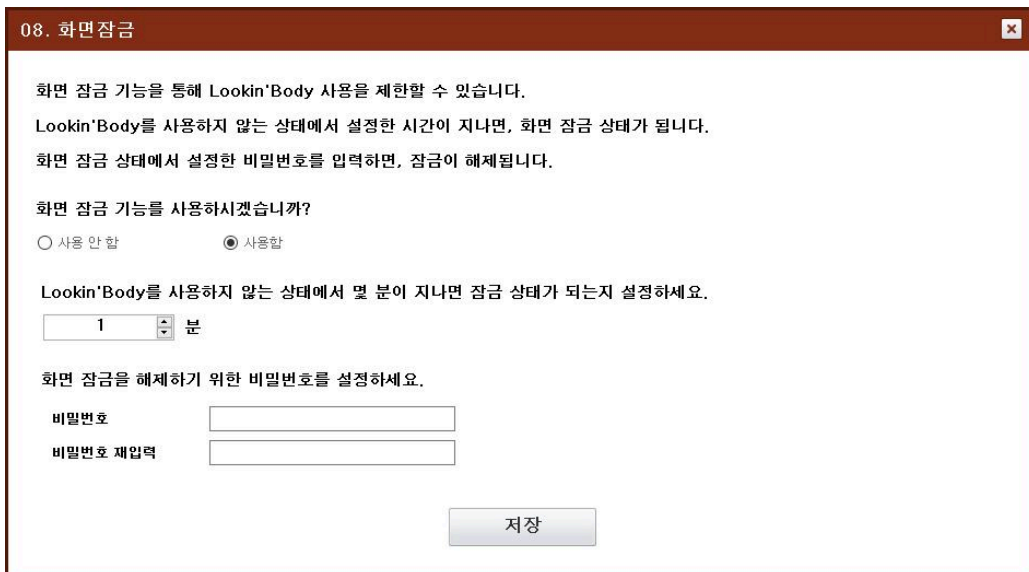 08. 화면잠금
화면 잠금 기능을 통해 Lookin'Body 사용을 제한할 수 있습니다.
Lookin'Body를 사용하지 않는 상태에서 설정한 시간이 지나면, 화면 잠금 상태가 됩니다.
화면 잠금 상태에서 설정한 비밀번호를 입력하면, 잠금이 해제됩니다.
화면 잠금 기능를 사용하시겠습니까?
사용 안 함 사용함
Lookin'Body를 사용하지 않는 상태에서 몇 분이 지나면 잠금 상태가 되는지 설정하세요.
1 분
화면 잠금을 해제하기 위한 비밀번호를 설정하세요.
비밀번호
비밀번호 재입력
저장